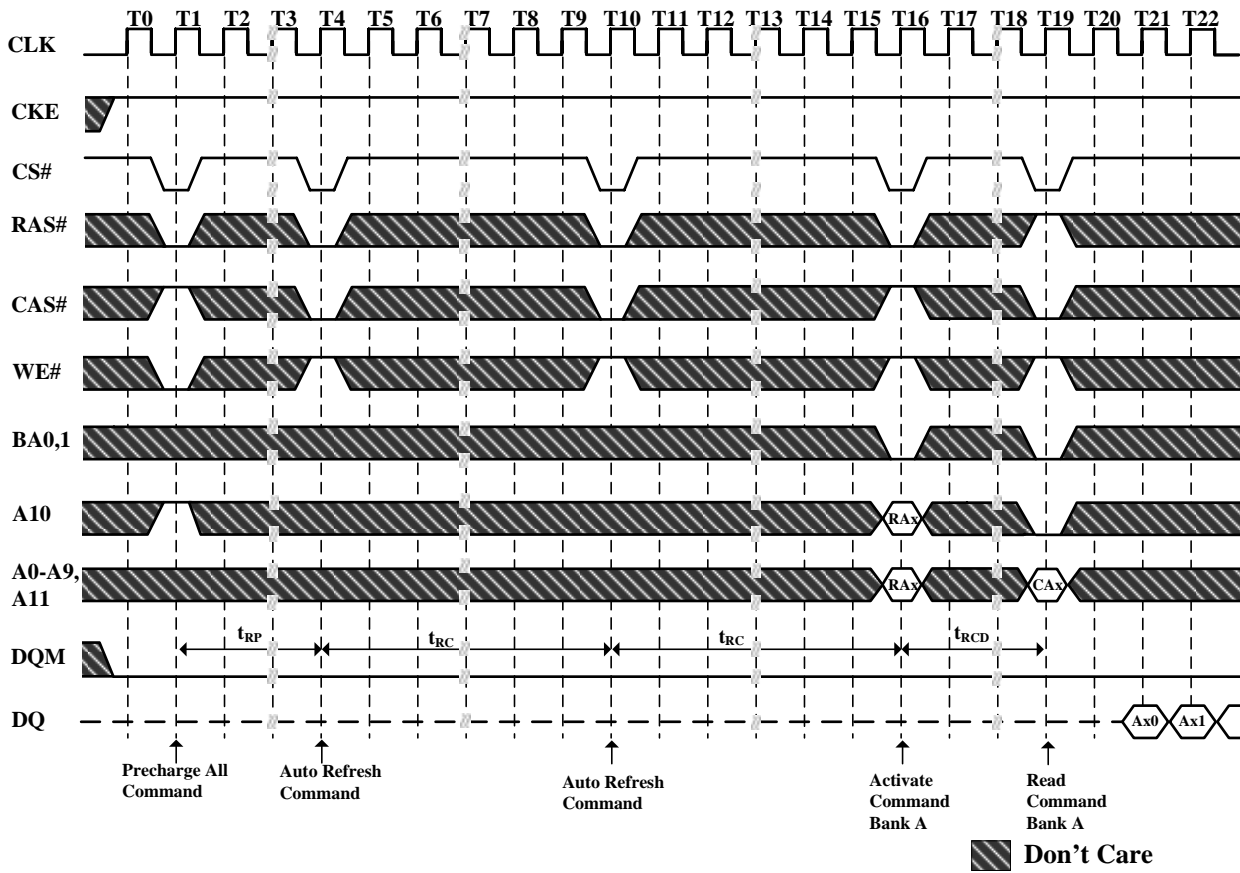 T0 T1 T2 T3 T4 T5 T6 T7 T8 T9 T10 T11 T12 T13 T14 T15 T16 T17 T18 T19 T20 T21 T22
CLK
CKE
CS#
RAS#
CAS#
WE#
BA0,1
A10
RAx
A0-A9,
A11
RAx
CAx
tRP
tRC
tRC
tRCD
DQM
DQ
Ax0
Ax1
Precharge All
Command
Auto Refresh
Command
Auto Refresh
Command
Activate
Command
Bank A
Read
Command
Bank A
Don't Care